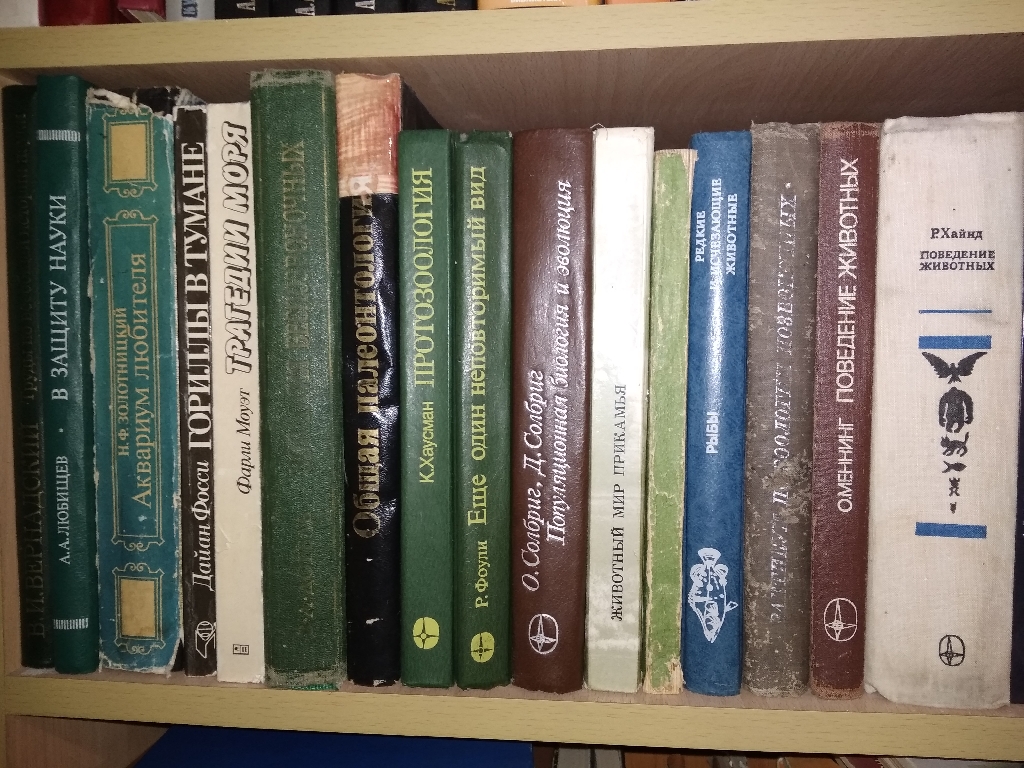 В.И.ВЕРНАДСКИЙ
А.А.ЛЮБИЩЕВ · В ЗАЩИТУ НАУКИ
Н.Ф.ЗОЛОТНИЦКИЙ
· Аквариум любителя ·
Дайан Фосси ГОРИЛЛЫ В ТУМАНЕ
Фарли Моуэт ТРАГЕДИИ МОРЯ
Общая палеонтология
К.Хаусман ПРОТОЗООЛОГИЯ
Р.Фоули Еще один неповторимый вид
О.Солбриг, Д.Солбриг
Популяционная биология и эволюция
ЖИВОТНЫЙ МИР ПРИКАМЬЯ
РЫБЫ
РЕДКИЕ
И ИСЧЕЗАЮЩИЕ
ЖИВОТНЫЕ
О.МЕННИНГ ПОВЕДЕНИЕ ЖИВОТНЫХ
Р.Хайнд
ПОВЕДЕНИЕ
ЖИВОТНЫХ